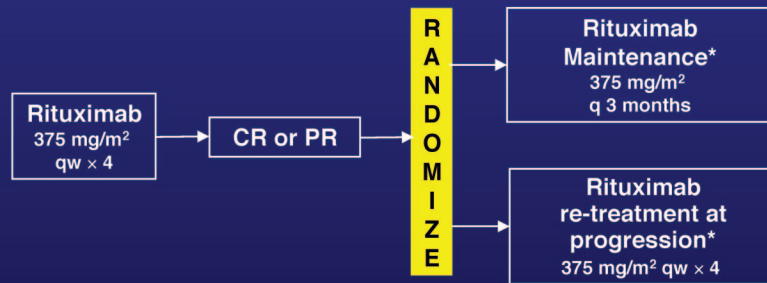 Rituximab
375 mg/m²
qw × 4
CR or PR
RANDOMIZE
Rituximab
Maintenance*
375 mg/m²
q 3 months
Rituximab
re-treatment at
progression*
375 mg/m² qw × 4